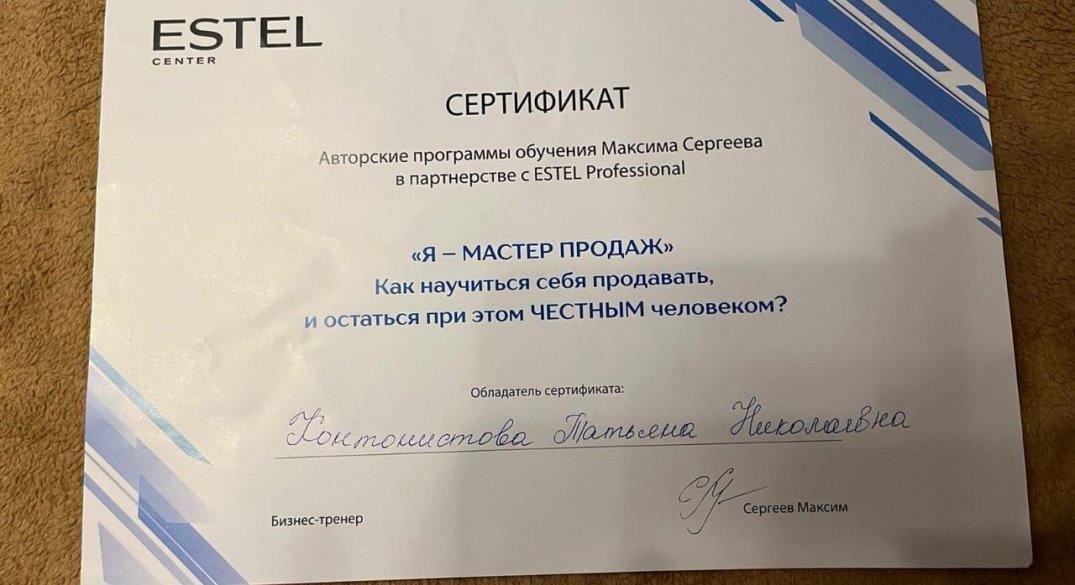 ESTEL
CENTER
СЕРТИФИКАТ
Авторские программы обучения Максима Сергеева
в партнерстве с ESTEL Professional
«Я – МАСТЕР ПРОДАЖ»
Как научиться себя продавать,
и остаться при этом ЧЕСТНЫМ человеком?
Обладатель сертификата:
Татьяна Николаевна
Бизнес-тренер
Сергеев Максим